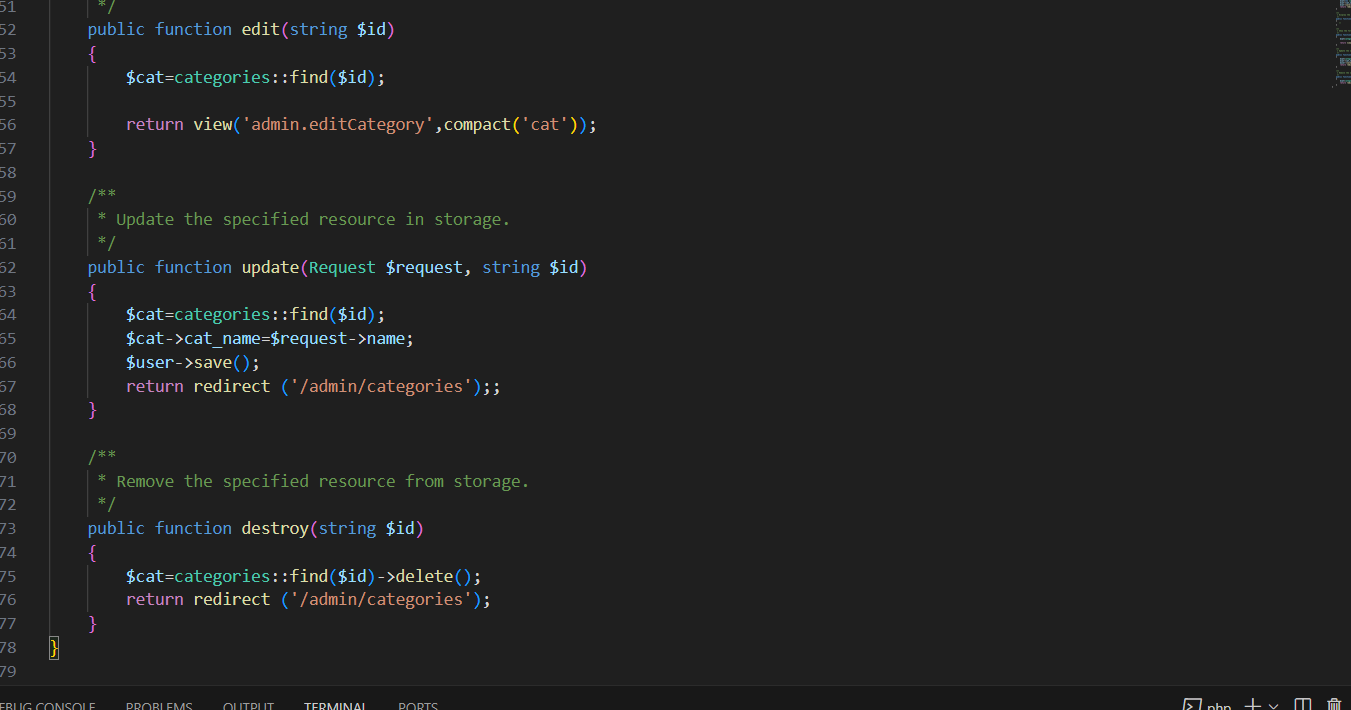 51 */
52 public function edit(string $id)
53 {
54 $cat=categories::find($id);
55
56 return view('admin.editCategory',compact('cat'));
57 }
58
59 /**
60 * Update the specified resource in storage.
61 */
62 public function update(Request $request, string $id)
63 {
64 $cat=categories::find($id);
65 $cat->cat_name=$request->name;
66 $user->save();
67 return redirect ('/admin/categories');;
68 }
69
70 /**
71 * Remove the specified resource from storage.
72 */
73 public function destroy(string $id)
74 {
75 $cat=categories::find($id)->delete();
76 return redirect ('/admin/categories');
77 }
78 }
79
EBUG CONSOLE PROBLEMS OUTPUT TERMINAL PORTS php